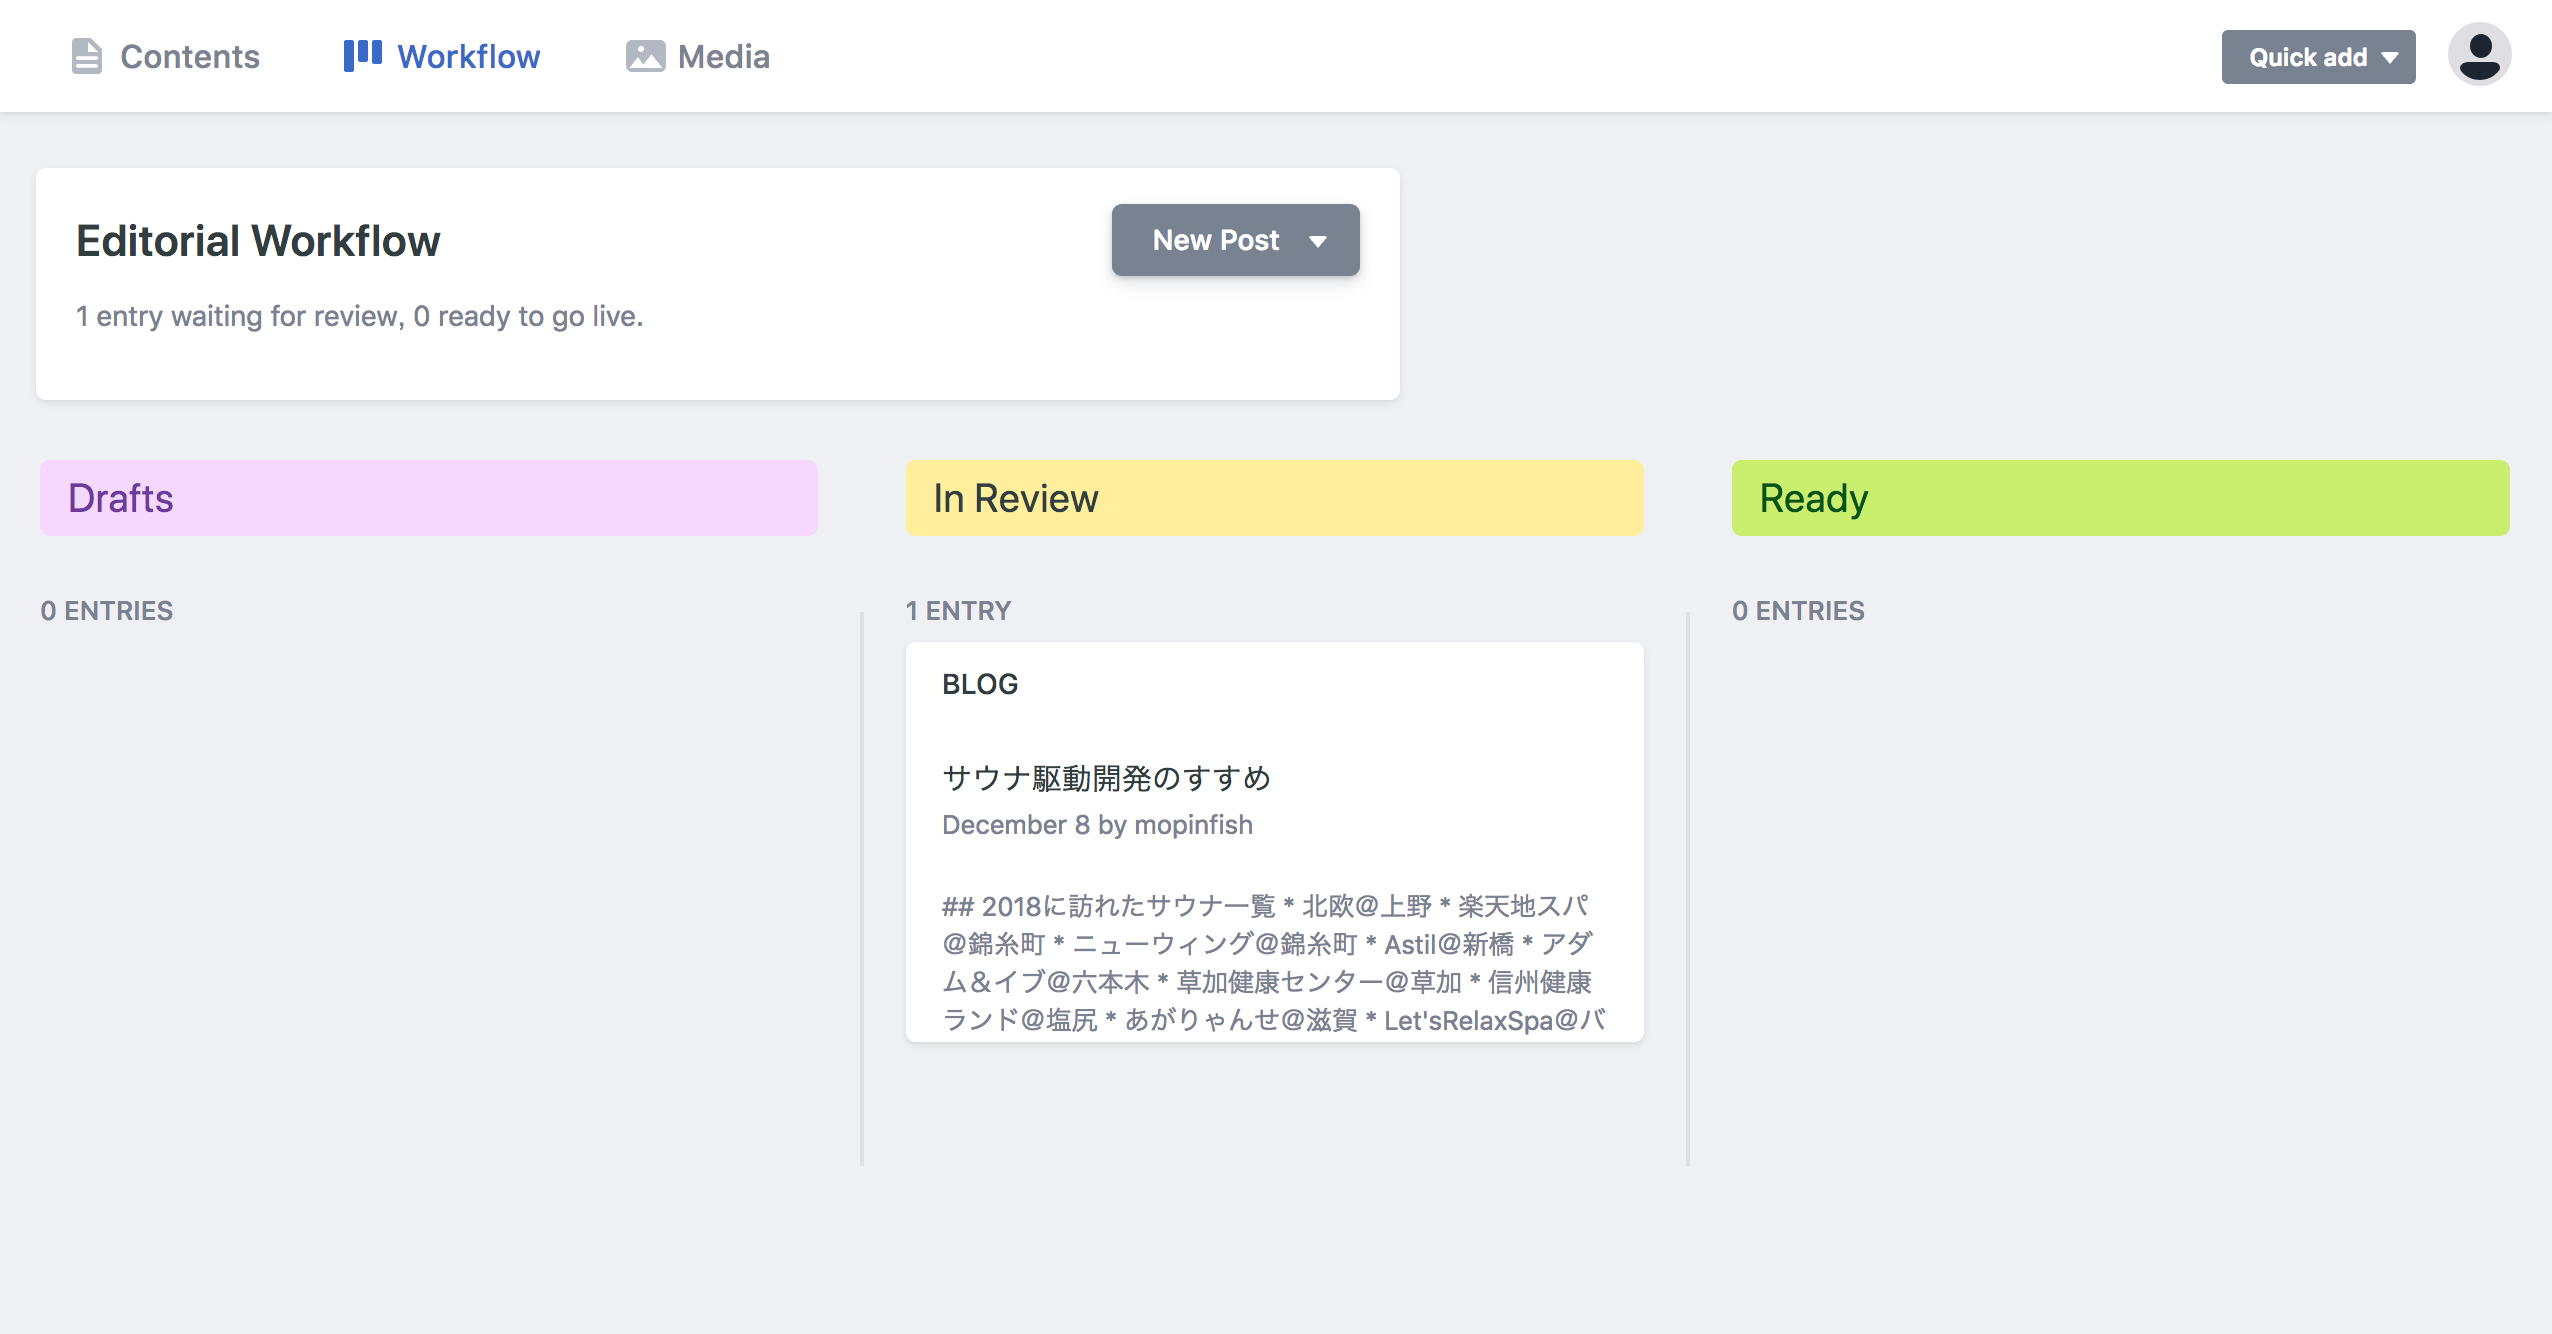 Contents
Workflow
Media
Quick add
Editorial Workflow
New Post
1 entry waiting for review, 0 ready to go live.
Drafts
In Review
Ready
0 ENTRIES
1 ENTRY
0 ENTRIES
BLOG
サウナ駆動開発のすすめ
December 8 by mopinfish
## 2018に訪れたサウナ一覧 * 北欧@上野 * 楽天地スパ
@錦糸町 * ニューウィング@錦糸町 * Astil@新橋 * アダ
ム＆イブ@六本木 * 草加健康センター@草加 * 信州健康
ランド@塩尻 * あがりゃんせ@滋賀 * Let'sRelaxSpa@バ